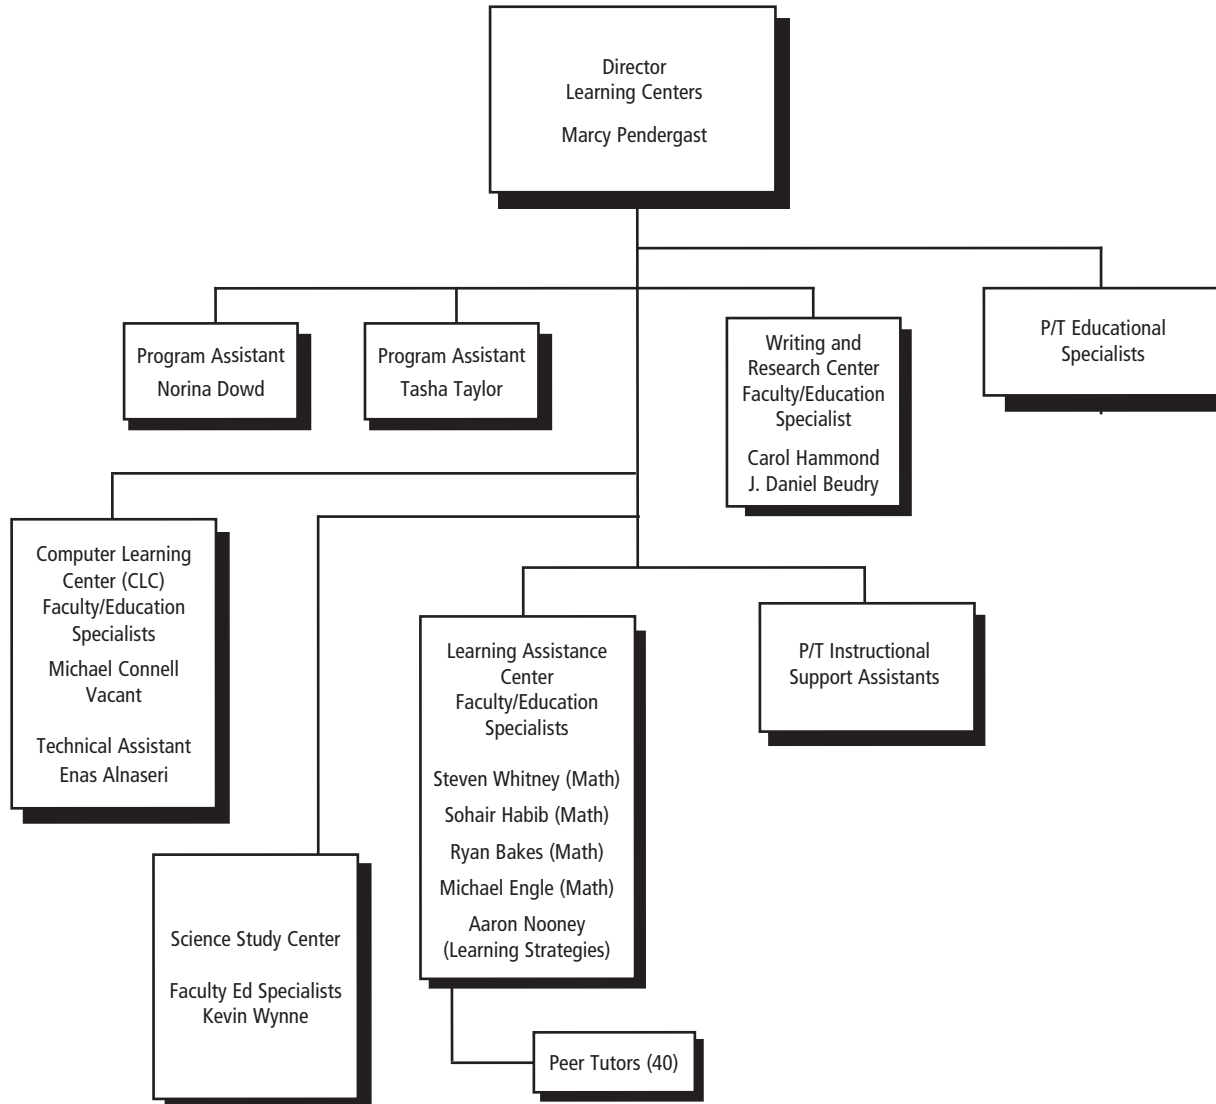 Director
Learning Centers
Marcy Pendergast
Program Assistant
Norina Dowd
Program Assistant
Tasha Taylor
Writing and
Research Center
Faculty/Education
Specialist
Carol Hammond
J. Daniel Beudry
P/T Educational
Specialists
Computer Learning
Center (CLC)
Faculty/Education
Specialists
Michael Connell
Vacant
Technical Assistant
Enas Alnaseri
Learning Assistance
Center
Faculty/Education
Specialists
Steven Whitney (Math)
Sohair Habib (Math)
Ryan Bakes (Math)
Michael Engle (Math)
Aaron Nooney
(Learning Strategies)
P/T Instructional
Support Assistants
Science Study Center
Faculty Ed Specialists
Kevin Wynne
Peer Tutors (40)